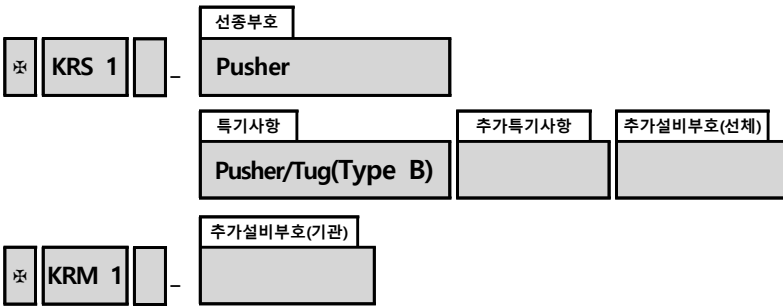 선종부호
✠ KRS 1 – Pusher
특기사항 추가특기사항 추가설비부호(선체)
Pusher/Tug(Type B)
추가설비부호(기관)
✠ KRM 1 –